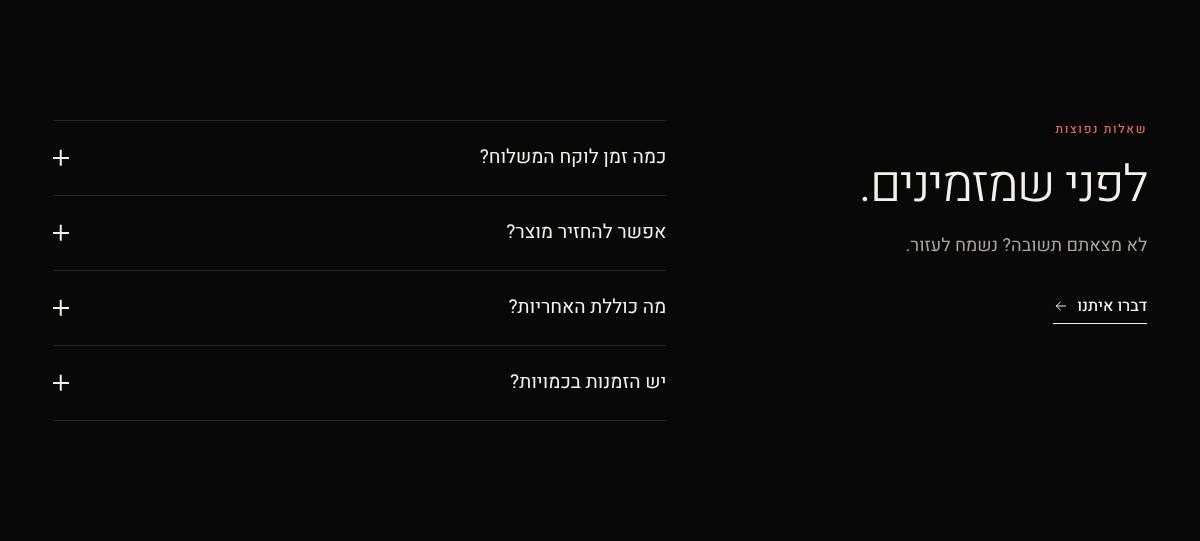 שאלות נפוצות
לפני שמזמינים.
לא מצאתם תשובה? נשמח לעזור.
דברו איתנו ←
כמה זמן לוקח המשלוח?
אפשר להחזיר מוצר?
מה כוללת האחריות?
יש הזמנות בכמויות?